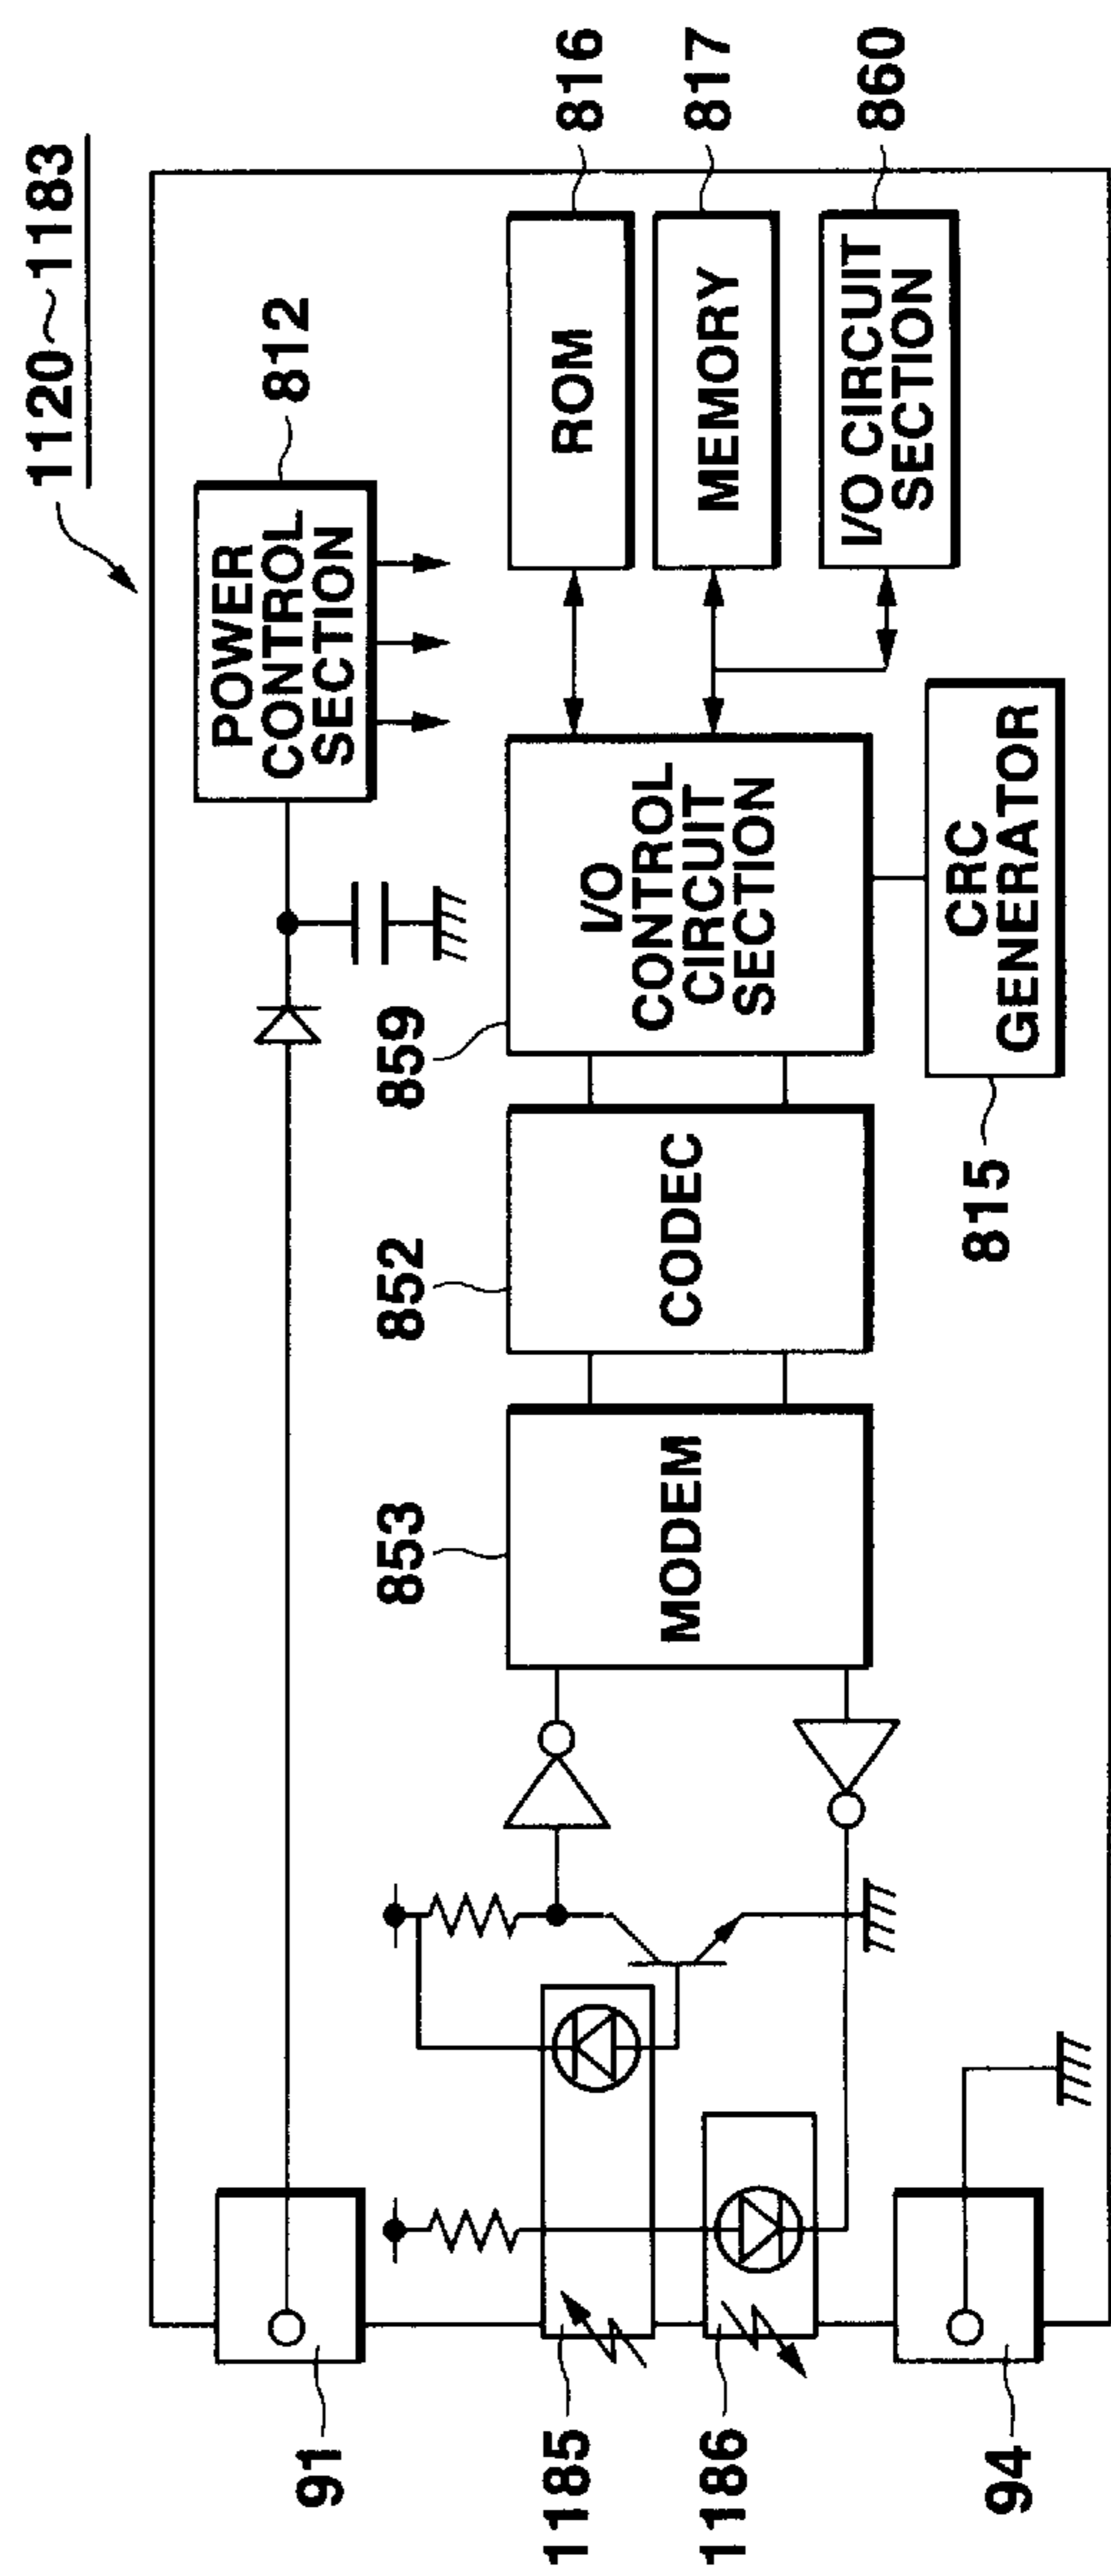 1120~1183
POWER
CONTROL
SECTION
812
ROM
816
MEMORY
817
I/O CIRCUIT
SECTION
860
859
I/O
CONTROL
CIRCUIT
SECTION
852
CODEC
853
MODEM
CRC
GENERATOR
815
91
1185
1186
94